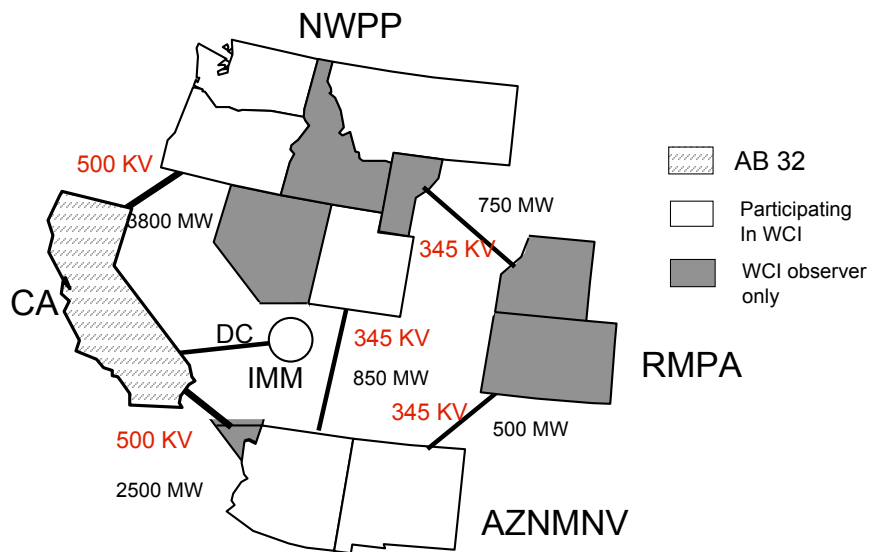 NWPP
500 KV
3800 MW
750 MW
345 KV
CA
DC
IMM
345 KV
850 MW
RMPA
345 KV
500 MW
500 KV
2500 MW
AZNMNV
AB 32
Participating
In WCI
WCI observer
only